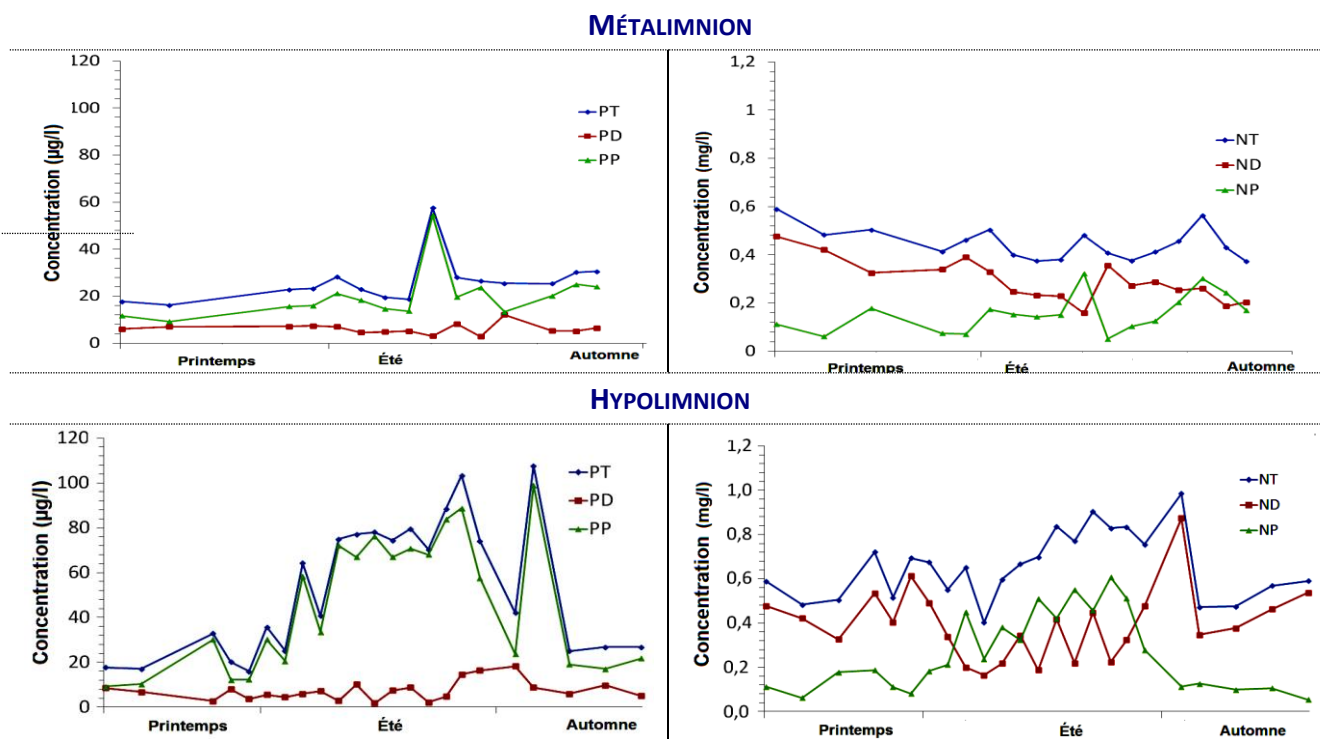 MÉTALIMNION
Concentration (µg/l)
120
100
80
60
40
20
0
PT
PD
PP
Printemps Été Automne
Concentration (mg/l)
1,2
1
0,8
0,6
0,4
0,2
0
NT
ND
NP
Printemps Été Automne
HYPOLIMNION
Concentration (µg/l)
120
100
80
60
40
20
0
PT
PD
PP
Printemps Été Automne
Concentration (mg/l)
1,2
1,0
0,8
0,6
0,4
0,2
0,0
NT
ND
NP
Printemps Été Automne